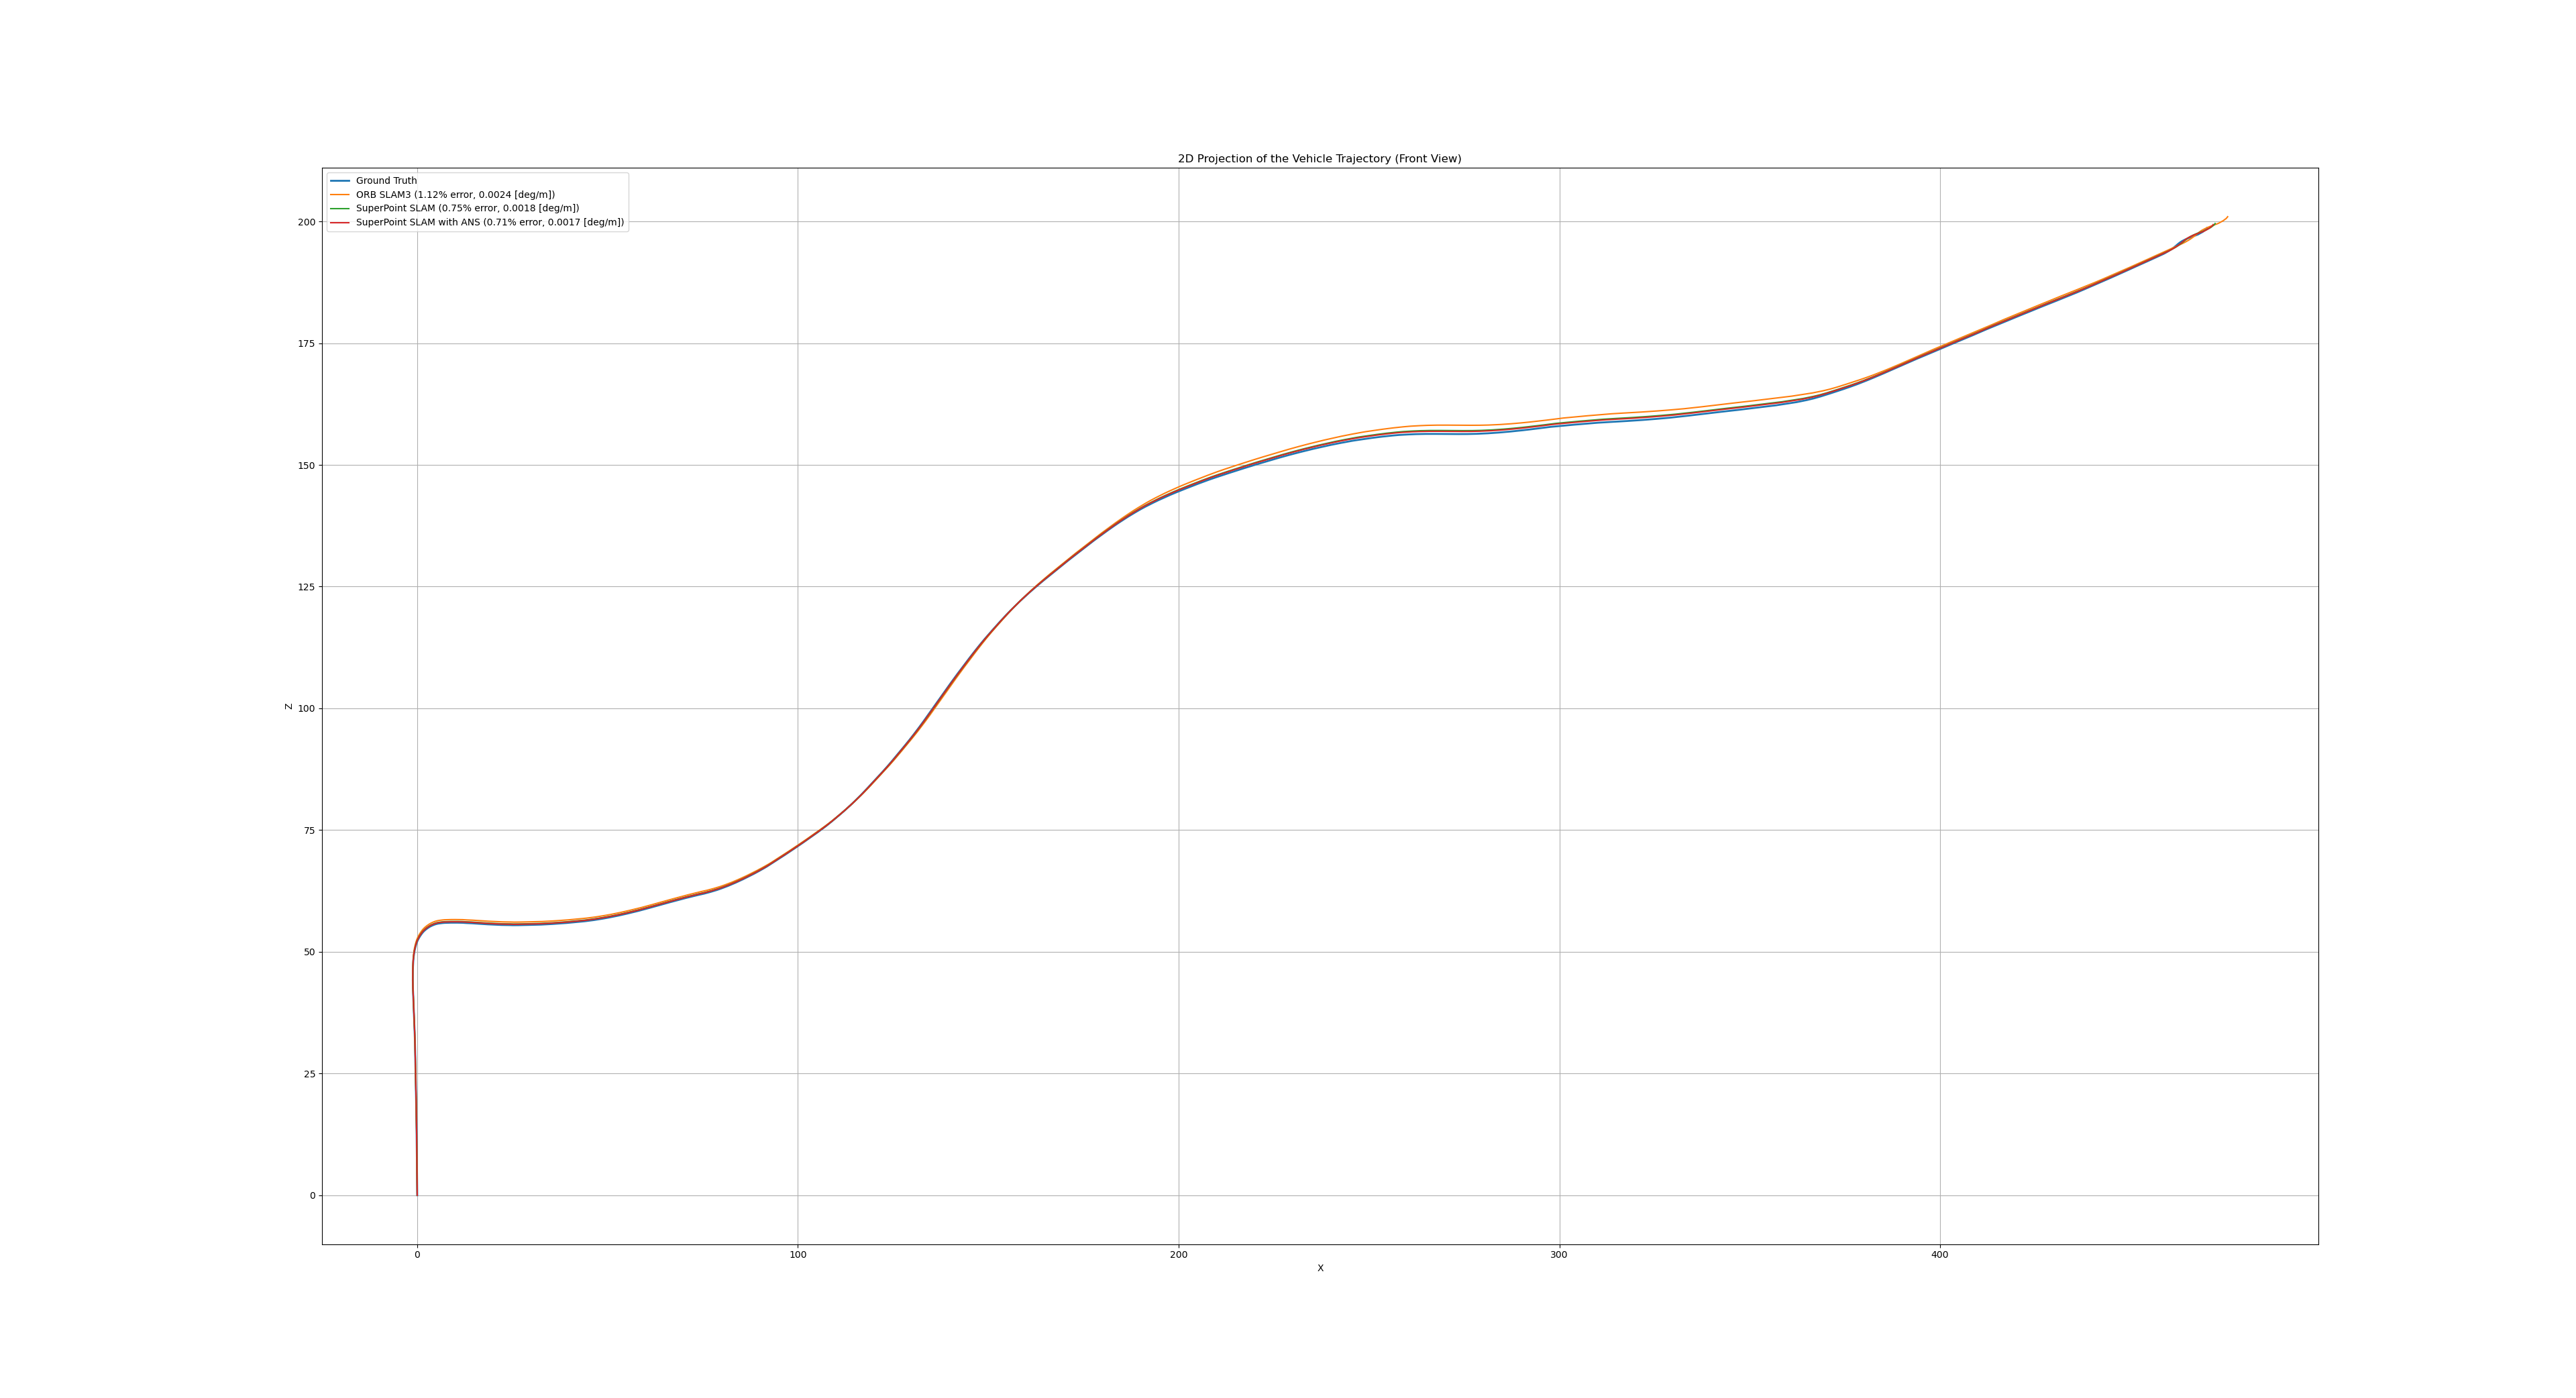 2D Projection of the Vehicle Trajectory (Front View)
Ground Truth
ORB SLAM3 (1.12% error, 0.0024 [deg/m])
SuperPoint SLAM (0.75% error, 0.0018 [deg/m])
SuperPoint SLAM with ANS (0.71% error, 0.0017 [deg/m])
200
175
150
125
Z
100
75
50
25
0
0 100 200 300 400
X